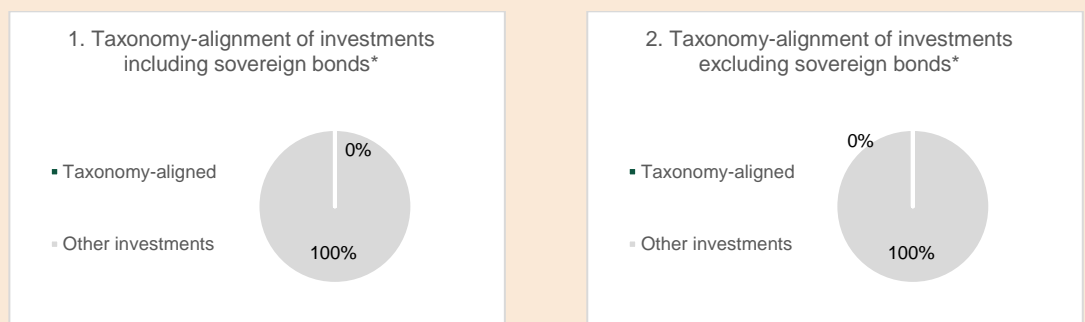 1. Taxonomy-alignment of investments
including sovereign bonds*
0%
Taxonomy-aligned
Other investments
100%
2. Taxonomy-alignment of investments
excluding sovereign bonds*
0%
Taxonomy-aligned
Other investments
100%